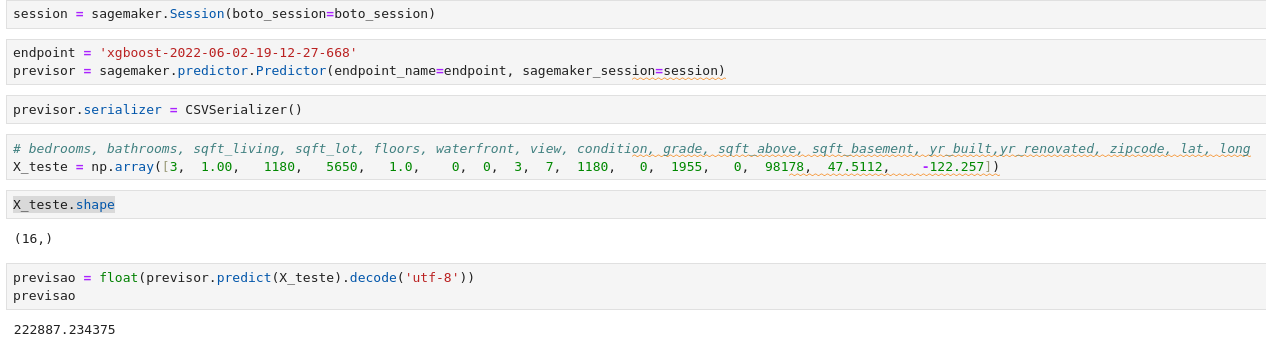 session = sagemaker.Session(boto_session=boto_session)
endpoint = 'xgboost-2022-06-02-19-12-27-668'
previsor = sagemaker.predictor.Predictor(endpoint_name=endpoint, sagemaker_session=session)
previsor.serializer = CSVSerializer()
# bedrooms, bathrooms, sqft_living, sqft_lot, floors, waterfront, view, condition, grade, sqft_above, sqft_basement, yr_built,yr_renovated, zipcode, lat, long
X_teste = np.array([3,  1.00,   1180,   5650,   1.0,    0,  0,  3,  7,  1180,   0,  1955,   0,  98178,  47.5112,    -122.257])
X_teste.shape
(16,)
previsao = float(previsor.predict(X_teste).decode('utf-8'))
previsao
222887.234375